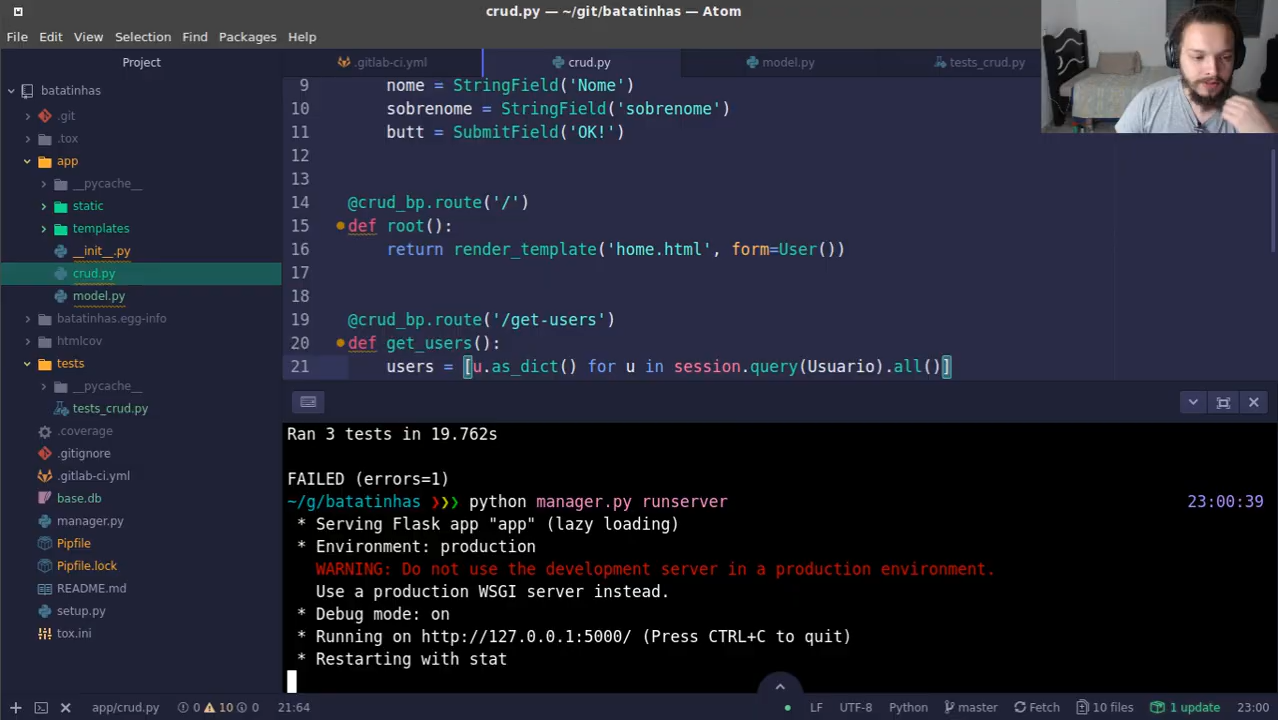 crud.py — ~/git/batatinhas — Atom
File Edit View Selection Find Packages Help
Project
.gitlab-ci.yml crud.py model.py tests_crud.py
batatinhas
.git
.tox
app
__pycache__
static
templates
__init__.py
crud.py
model.py
batatinhas.egg-info
htmlcov
tests
__pycache__
tests_crud.py
.coverage
.gitignore
.gitlab-ci.yml
base.db
manager.py
Pipfile
Pipfile.lock
README.md
setup.py
tox.ini
9 nome = StringField('Nome')
10 sobrenome = StringField('sobrenome')
11 butt = SubmitField('OK!')
12
13
14 @crud_bp.route('/')
15 def root():
16 return render_template('home.html', form=User())
17
18
19 @crud_bp.route('/get-users')
20 def get_users():
21 users = [u.as_dict() for u in session.query(Usuario).all()]
Ran 3 tests in 19.762s
FAILED (errors=1)
~/g/batatinhas ❯❯❯ python manager.py runserver 23:00:39
* Serving Flask app "app" (lazy loading)
* Environment: production
WARNING: Do not use the development server in a production environment.
Use a production WSGI server instead.
* Debug mode: on
* Running on http://127.0.0.1:5000/ (Press CTRL+C to quit)
* Restarting with stat
app/crud.py 0 10 0 21:64 LF UTF-8 Python master Fetch 10 files 1 update 23:00